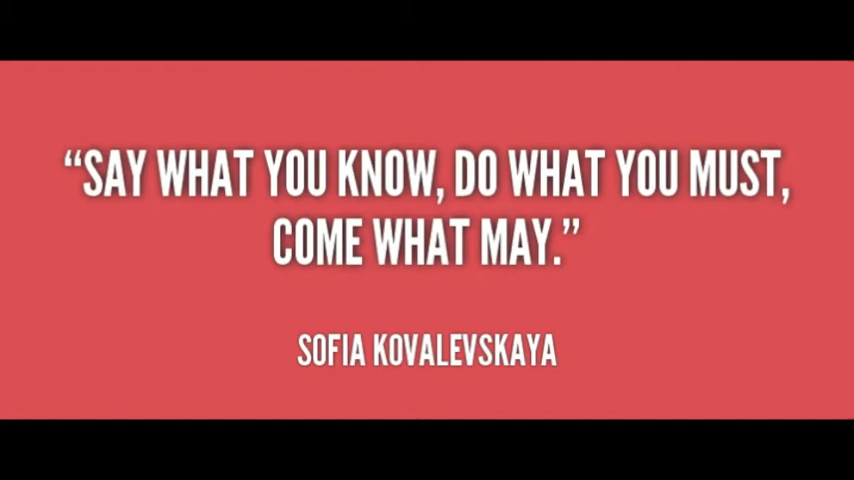 “SAY WHAT YOU KNOW, DO WHAT YOU MUST,
COME WHAT MAY.”
SOFIA KOVALEVSKAYA